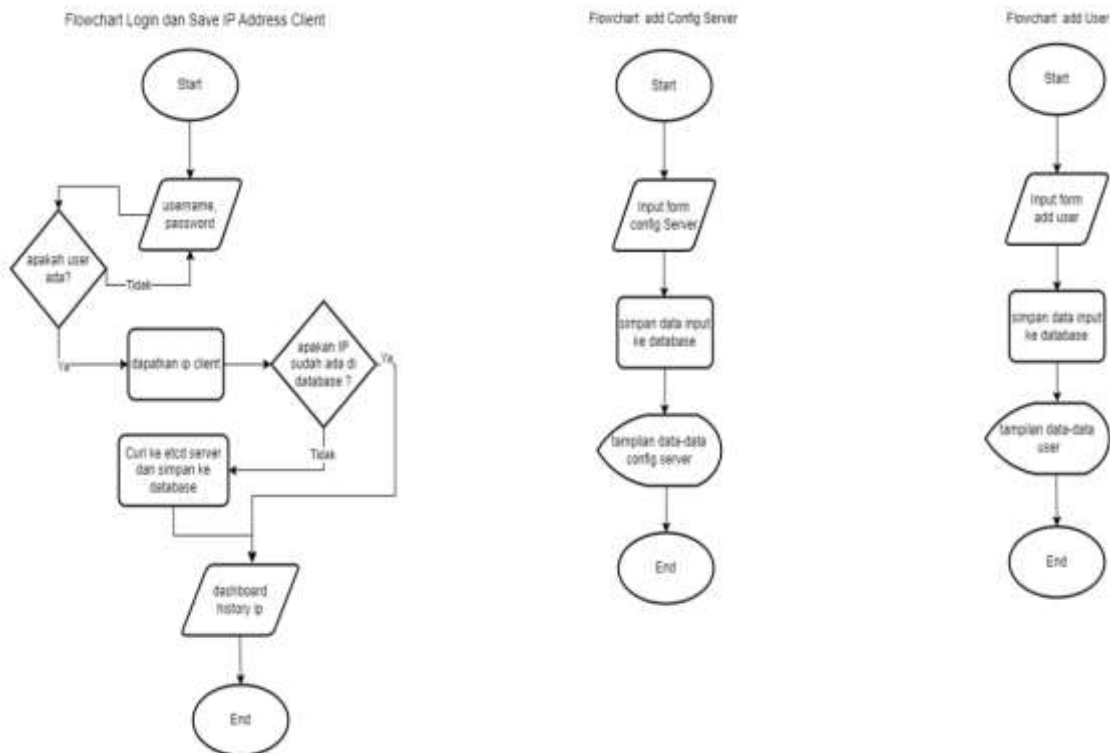 Flowchart Login dan Save IP Address Client
Start
username,
password
apakah user
ada?
Tidak
Ya
dapatkan ip client
apakah IP
sudah ada di
database ?
Ya
Tidak
Curl ke etcd server
dan simpan ke
database
dashboard
history ip
End
Flowchart add Config Server
Start
Input form
config Server
simpan data input
ke database
tampilan data-data
config server
End
Flowchart add User
Start
Input form
add user
simpan data input
ke database
tampilan data-data
user
End